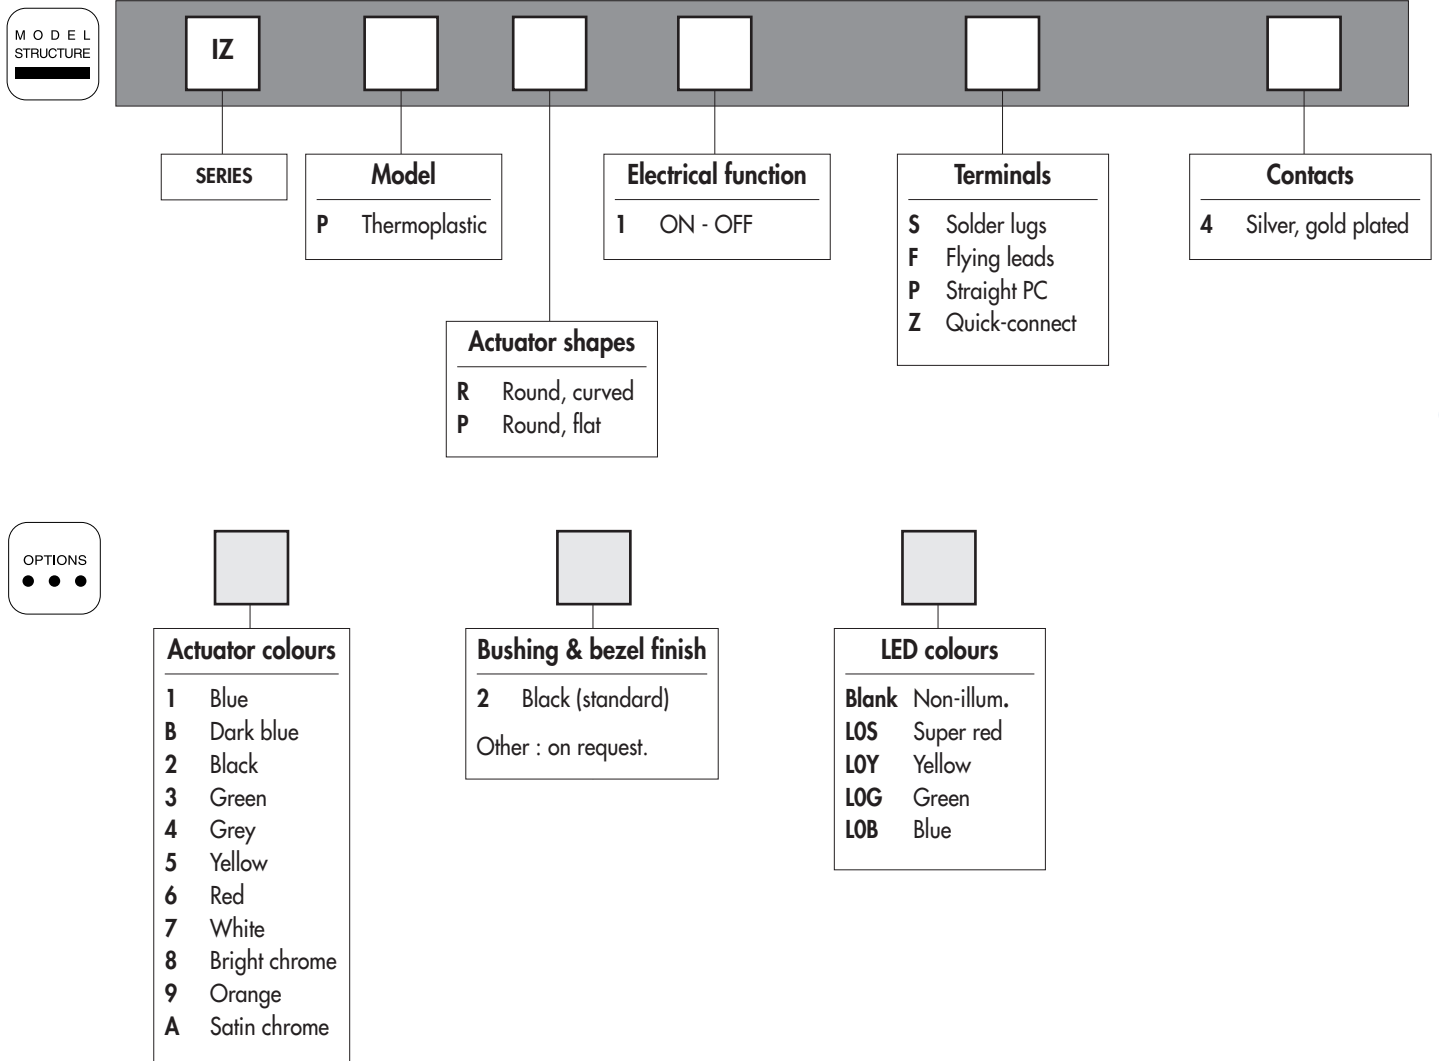 MODEL
STRUCTURE
IZ
SERIES
Model
P Thermoplastic
Electrical function
1 ON - OFF
Terminals
S Solder lugs
F Flying leads
P Straight PC
Z Quick-connect
Contacts
4 Silver, gold plated
Actuator shapes
R Round, curved
P Round, flat
OPTIONS
Actuator colours
1 Blue
B Dark blue
2 Black
3 Green
4 Grey
5 Yellow
6 Red
7 White
8 Bright chrome
9 Orange
A Satin chrome
Bushing & bezel finish
2 Black (standard)
Other : on request.
LED colours
Blank Non-illum.
L0S Super red
L0Y Yellow
L0G Green
L0B Blue